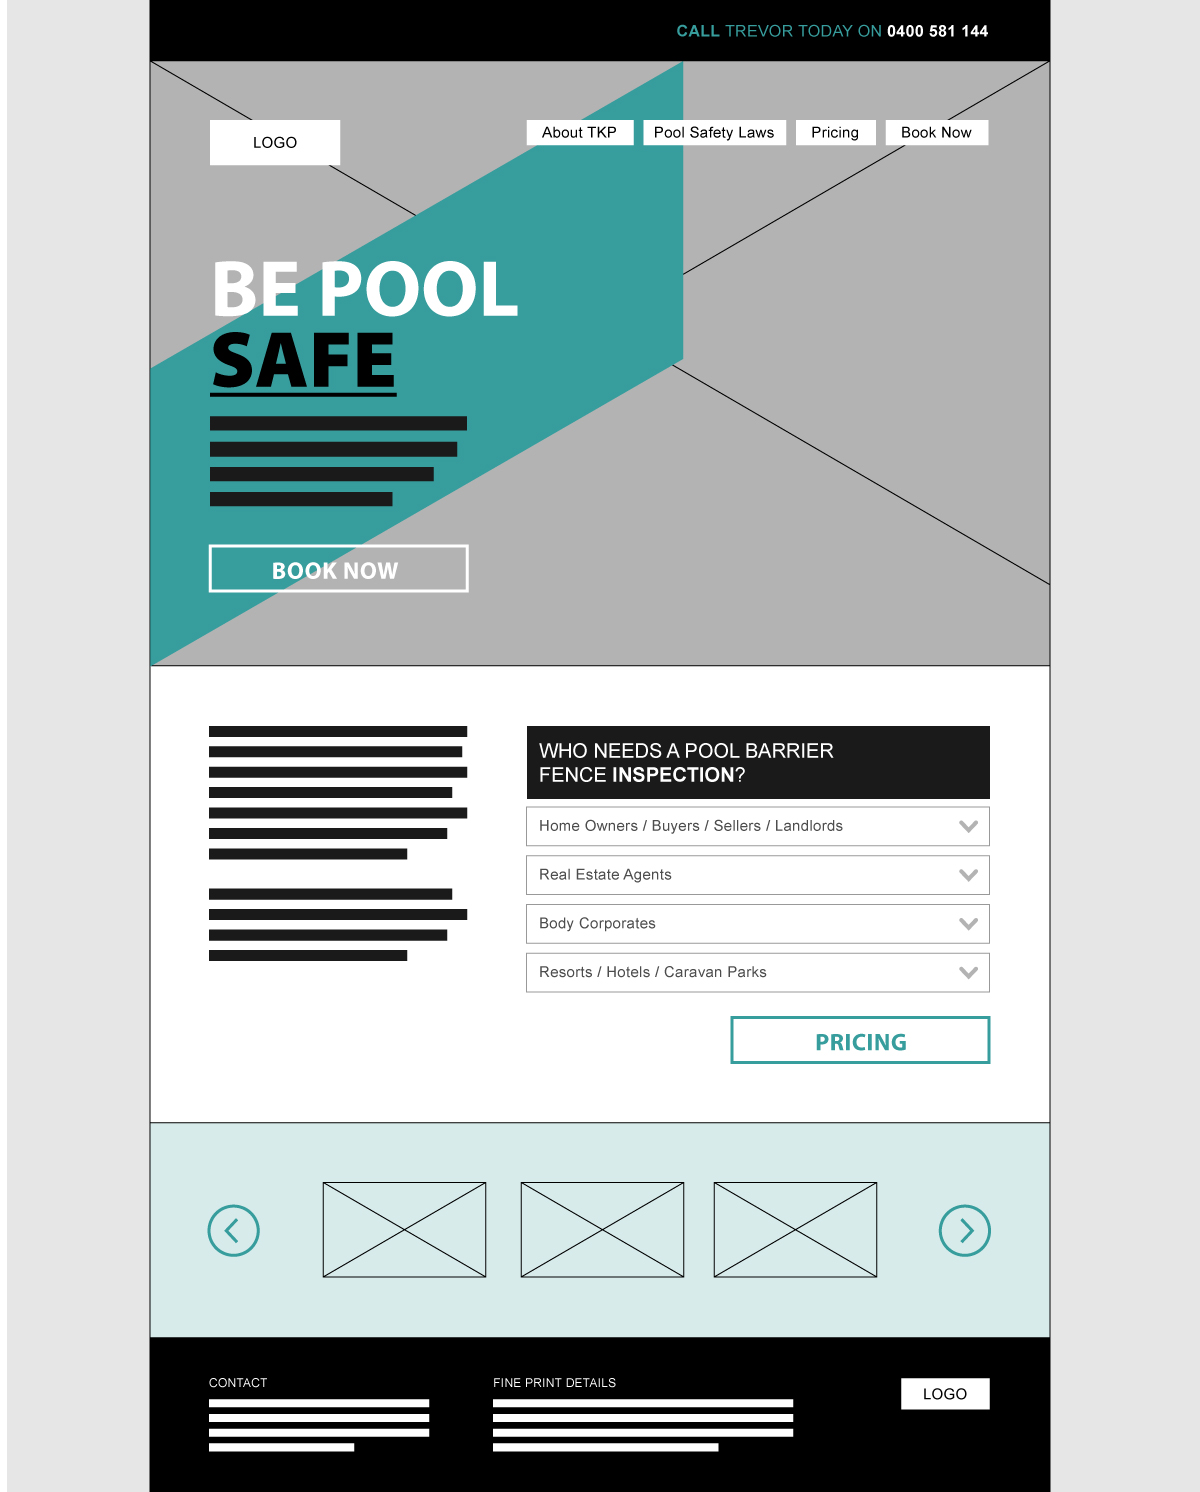 CALL TREVOR TODAY ON 0400 581 144
LOGO
About TKP
Pool Safety Laws
Pricing
Book Now
BE POOL
SAFE
BOOK NOW
WHO NEEDS A POOL BARRIER
FENCE INSPECTION?
Home Owners / Buyers / Sellers / Landlords
Real Estate Agents
Body Corporates
Resorts / Hotels / Caravan Parks
PRICING
CONTACT
FINE PRINT DETAILS
LOGO